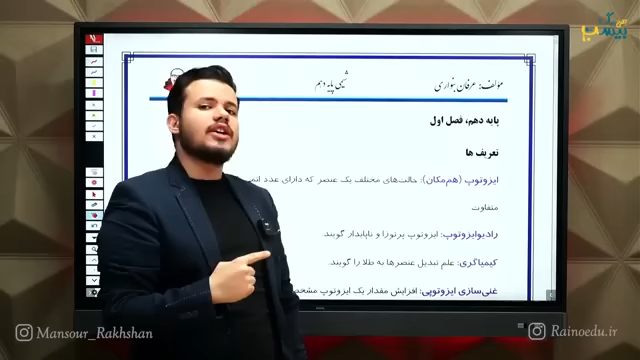 مؤلف: عرفان بنواری
شیمی پایه دهم
پایه دهم، فصل اول
تعریف ها
ایزوتوپ (هم‌مکان): حالت‌های مختلف یک عنصر که دارای عدد اتمی
متفاوت
رادیوایزوتوپ: ایزوتوپ پرتوزا و ناپایدار گویند.
کیمیاگری: علم تبدیل عنصرها به طلا را گویند.
غنی‌سازی ایزوتوپی: افزایش مقدار یک ایزوتوپ مشخص
Mansour_Rakhshan
Rainoedu.ir